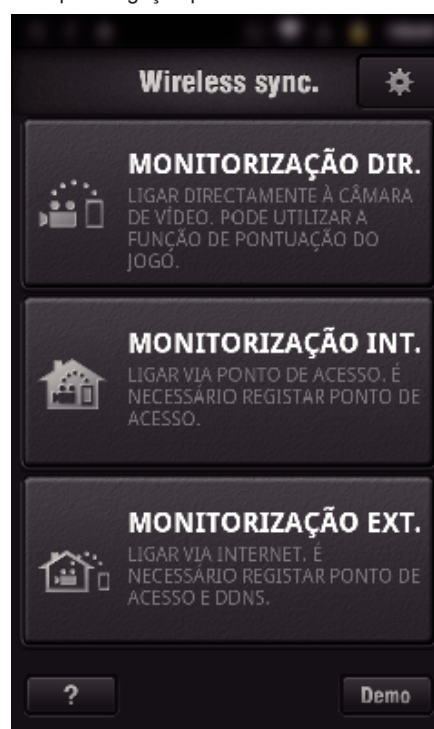 Wireless sync.
MONITORIZAÇÃO DIR.
LIGAR DIRECTAMENTE À CÂMARA
DE VÍDEO. PODE UTILIZAR A
FUNÇÃO DE PONTUAÇÃO DO
JOGO.
MONITORIZAÇÃO INT.
LIGAR VIA PONTO DE ACESSO. É
NECESSÁRIO REGISTAR PONTO DE
ACESSO.
MONITORIZAÇÃO EXT.
LIGAR VIA INTERNET. É
NECESSÁRIO REGISTAR PONTO DE
ACESSO E DDNS.
?
Demo